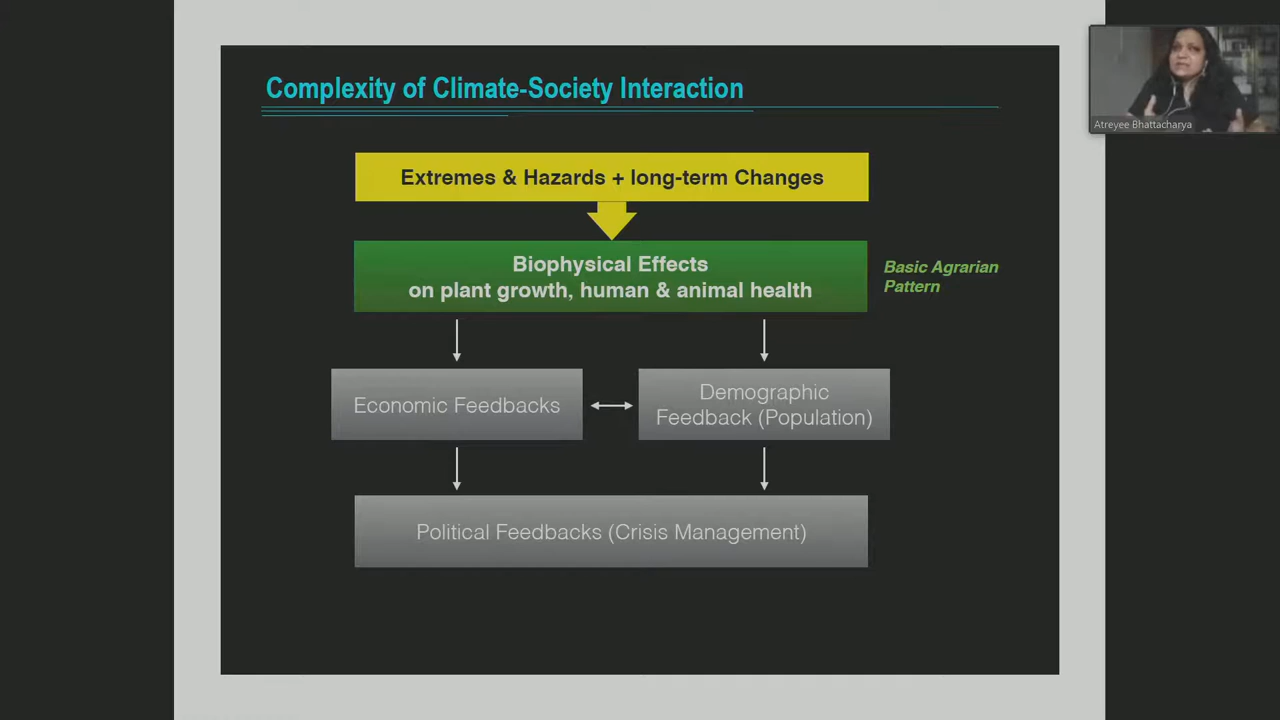 Complexity of Climate-Society Interaction
Atreyee Bhattacharya
Extremes & Hazards + long-term Changes
Biophysical Effects
on plant growth, human & animal health
Basic Agrarian
Pattern
Economic Feedbacks
Demographic
Feedback (Population)
Political Feedbacks (Crisis Management)